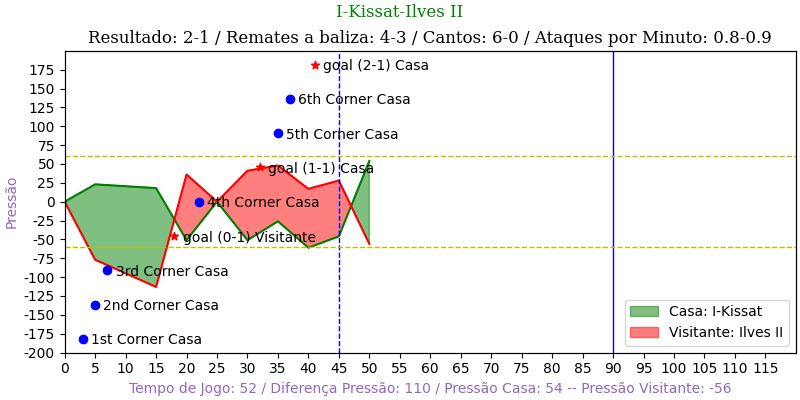 I-Kissat-Ilves II
Resultado: 2-1 / Remates a baliza: 4-3 / Cantos: 6-0 / Ataques por Minuto: 0.8-0.9
Pressão
175
150
125
100
75
50
25
0
-25
-50
-75
-100
-125
-150
-175
-200
goal (2-1) Casa
6th Corner Casa
5th Corner Casa
goal (1-1) Casa
4th Corner Casa
goal (0-1) Visitante
3rd Corner Casa
2nd Corner Casa
1st Corner Casa
Casa: I-Kissat
Visitante: Ilves II
0 5 10 15 20 25 30 35 40 45 50 55 60 65 70 75 80 85 90 95 100 105 110 115
Tempo de Jogo: 52 / Diferença Pressão: 110 / Pressão Casa: 54 -- Pressão Visitante: -56